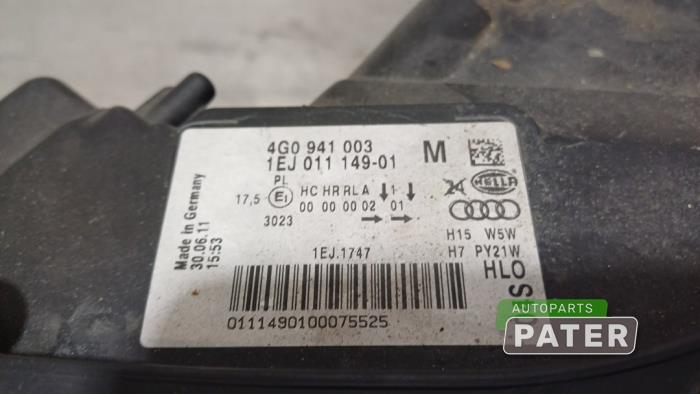 4G0 941 003
1EJ 011 149-01
M
PL
17,5
E1
HC HR RL A 1
00 00 00 02 01
3023
1EJ.1747
HELLA
H15 W5W
H7 PY21W
HLO
Made in Germany
30.06.11
15:53
0111490100075525
AUTOPARTS
PATER